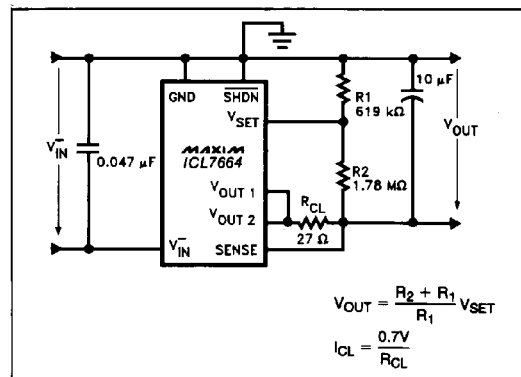 GND
SHDN
V_SET
MAXIM
ICL7664
V_OUT 1
V_OUT 2
V_IN^-
SENSE
V_IN^-
0.047 µF
R1
619 kΩ
R2
1.78 MΩ
R_CL
27 Ω
10 µF
V_OUT
V_OUT = (R_2 + R_1) / R_1 V_SET
I_CL = 0.7V / R_CL